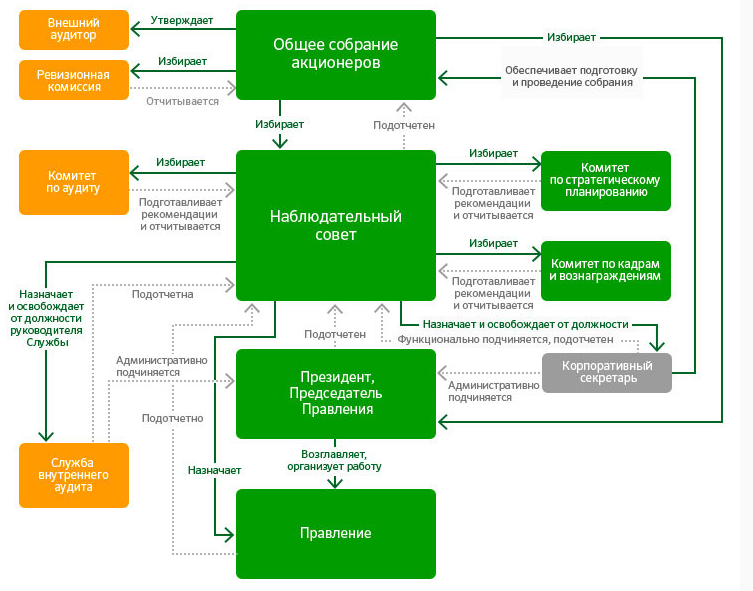 Внешний
аудитор
Утверждает
Общее собрание
акционеров
Избирает
Ревизионная
комиссия
Избирает
Отчитывается
Обеспечивает подготовку
и проведение собрания
Избирает
Подотчетен
Комитет
по аудиту
Избирает
Подготавливает
рекомендации
и отчитывается
Наблюдательный
совет
Избирает
Подготавливает
рекомендации
и отчитывается
Комитет
по стратегическому
планированию
Избирает
Подготавливает
рекомендации
и отчитывается
Комитет по кадрам
и вознаграждениям
Назначает
и освобождает
от должности
руководителя
Службы
Подотчетна
Подотчетен
Назначает и освобождает от должности
Функционально подчиняется, подотчетен
Административно
подчиняется
Президент,
Председатель
Правления
Административно
подчиняется
Корпоративный
секретарь
Подотчетно
Служба
внутреннего
аудита
Назначает
Возглавляет,
организует работу
Правление